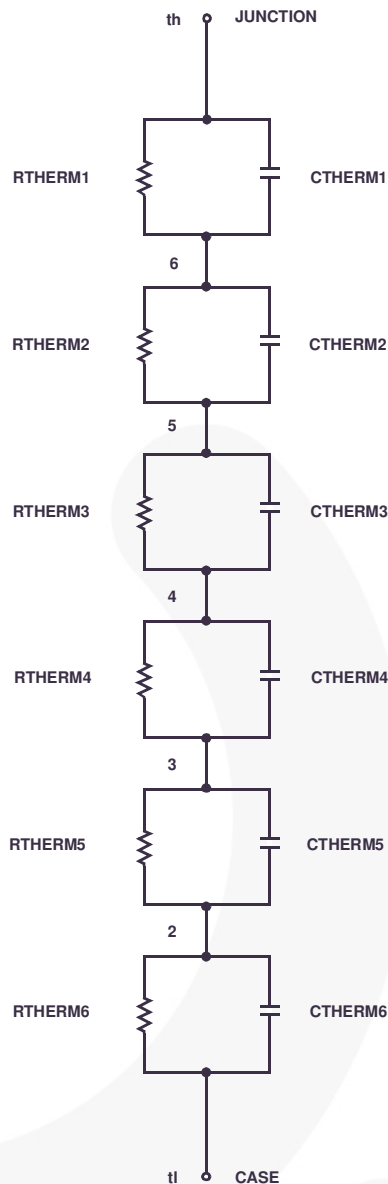 th JUNCTION
RTHERM1 CTHERM1
6
RTHERM2 CTHERM2
5
RTHERM3 CTHERM3
4
RTHERM4 CTHERM4
3
RTHERM5 CTHERM5
2
RTHERM6 CTHERM6
tl CASE